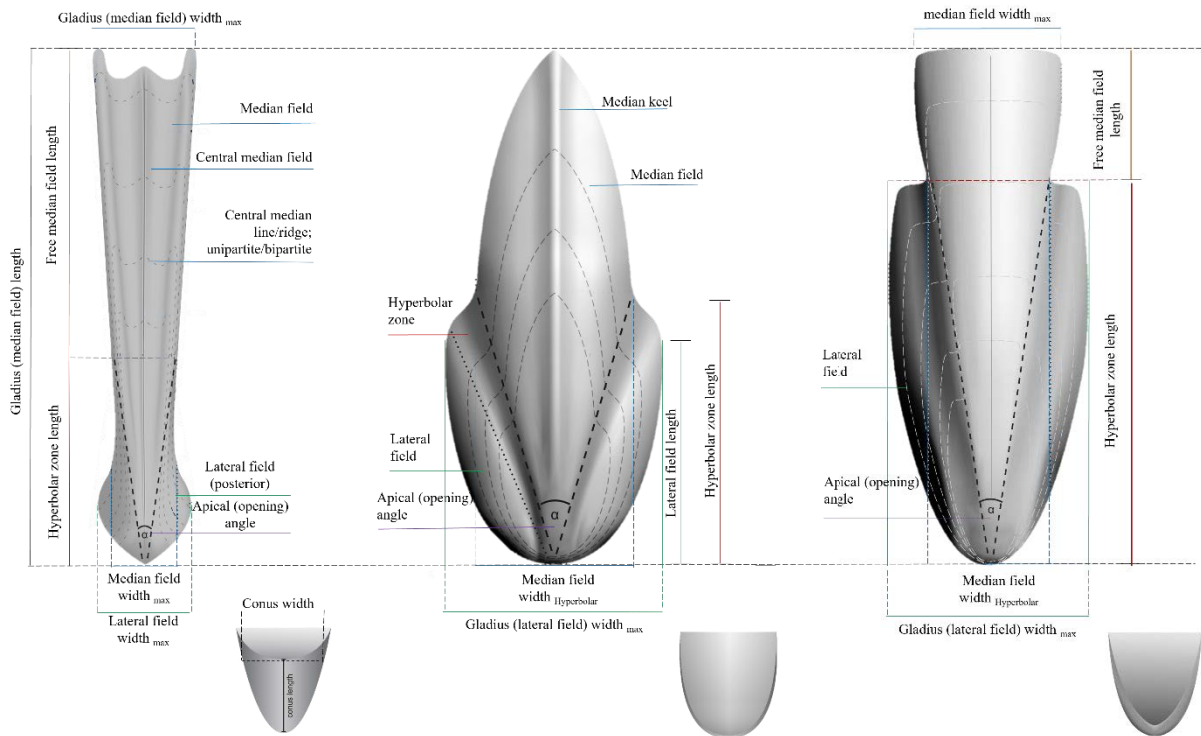 Gladius (median field) width max
Gladius (median field) length
Free median field length
Hyperbolar zone length
Median field
Central median field
Central median
line/ridge;
unipartite/bipartite
Lateral field
(posterior)
Apical (opening)
angle
α
Median field
width max
Lateral field
width max
Conus width
conus length
Median keel
Median field
Hyperbolar
zone
Lateral
field
Apical (opening)
angle
α
Lateral field length
Hyperbolar zone length
Median field
width Hyperbolar
Gladius (lateral field) width max
median field width max
Free median field
length
Hyperbolar zone length
Lateral
field
Apical (opening)
angle
α
Median field
width Hyperbolar
Gladius (lateral field) width max